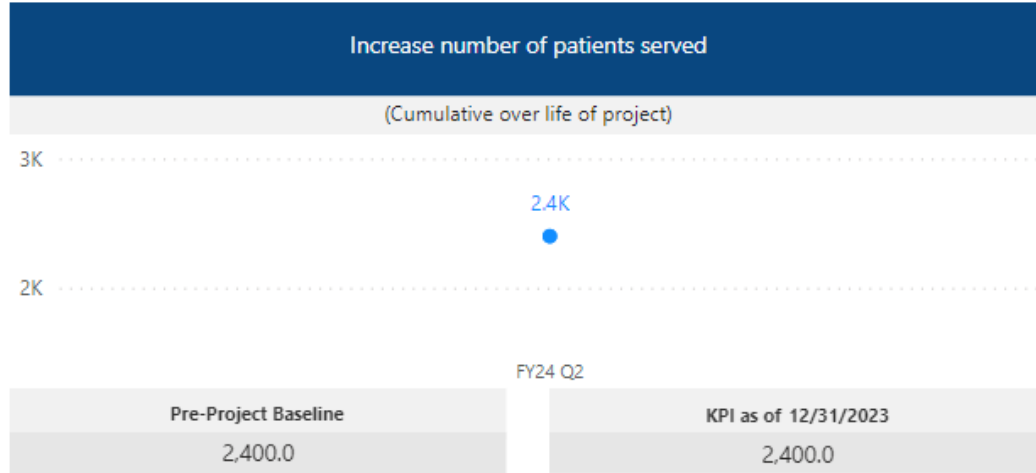 Increase number of patients served
(Cumulative over life of project)
3K
2.4K
2K
FY24 Q2
Pre-Project Baseline
2,400.0
KPI as of 12/31/2023
2,400.0